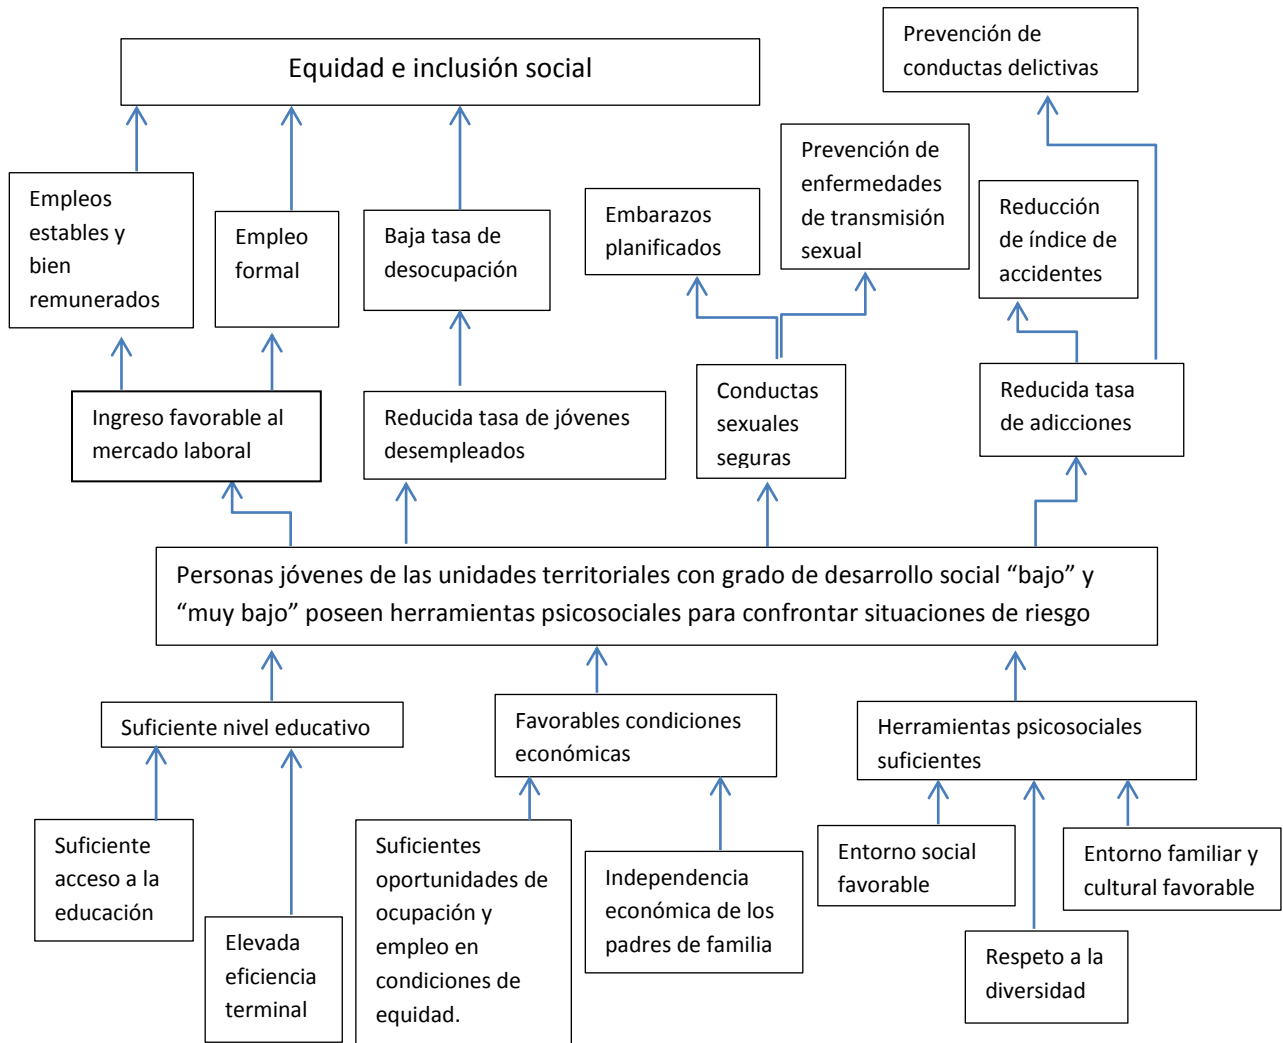 Prevención de
conductas delictivas
Equidad e inclusión social
Prevención de
enfermedades
de transmisión
sexual
Empleos
estables y
bien
remunerados
Empleo
formal
Baja tasa de
desocupación
Embarazos
planificados
Reducción
de índice de
accidentes
Ingreso favorable al
mercado laboral
Reducida tasa de jóvenes
desempleados
Conductas
sexuales
seguras
Reducida tasa
de adicciones
Personas jóvenes de las unidades territoriales con grado de desarrollo social “bajo” y
“muy bajo” poseen herramientas psicosociales para confrontar situaciones de riesgo
Suficiente nivel educativo
Favorables condiciones
económicas
Herramientas psicosociales
suficientes
Suficiente
acceso a la
educación
Elevada
eficiencia
terminal
Suficientes
oportunidades de
ocupación y
empleo en
condiciones de
equidad.
Independencia
económica de los
padres de familia
Entorno social
favorable
Respeto a la
diversidad
Entorno familiar y
cultural favorable